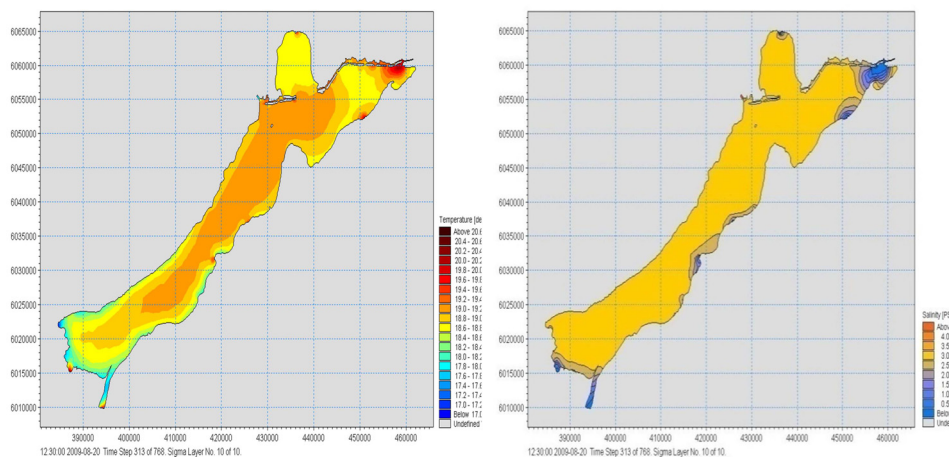 6065000
6060000
6055000
6050000
6045000
6040000
6035000
6030000
6025000
6020000
6015000
6010000
390000 400000 410000 420000 430000 440000 450000 460000
Temperature [de
Above 20.6
20.4 - 20.6
20.2 - 20.4
20.0 - 20.2
19.8 - 20.0
19.6 - 19.8
19.4 - 19.6
19.2 - 19.4
19.0 - 19.2
18.8 - 19.0
18.6 - 18.8
18.4 - 18.6
18.2 - 18.4
18.0 - 18.2
17.8 - 18.0
17.6 - 17.8
17.4 - 17.6
17.2 - 17.4
17.0 - 17.2
Below 17.0
Undefined
12:30:00 2009-08-20 Time Step 313 of 768. Sigma Layer No. 10 of 10.
6065000
6060000
6055000
6050000
6045000
6040000
6035000
6030000
6025000
6020000
6015000
6010000
390000 400000 410000 420000 430000 440000 450000 460000
Salinity [PS
Abov
4.0
3.5
3.0
2.5
2.0
1.5
1.0
0.5
Belo
Unde
12:30:00 2009-08-20 Time Step 313 of 768. Sigma Layer No. 10 of 10.